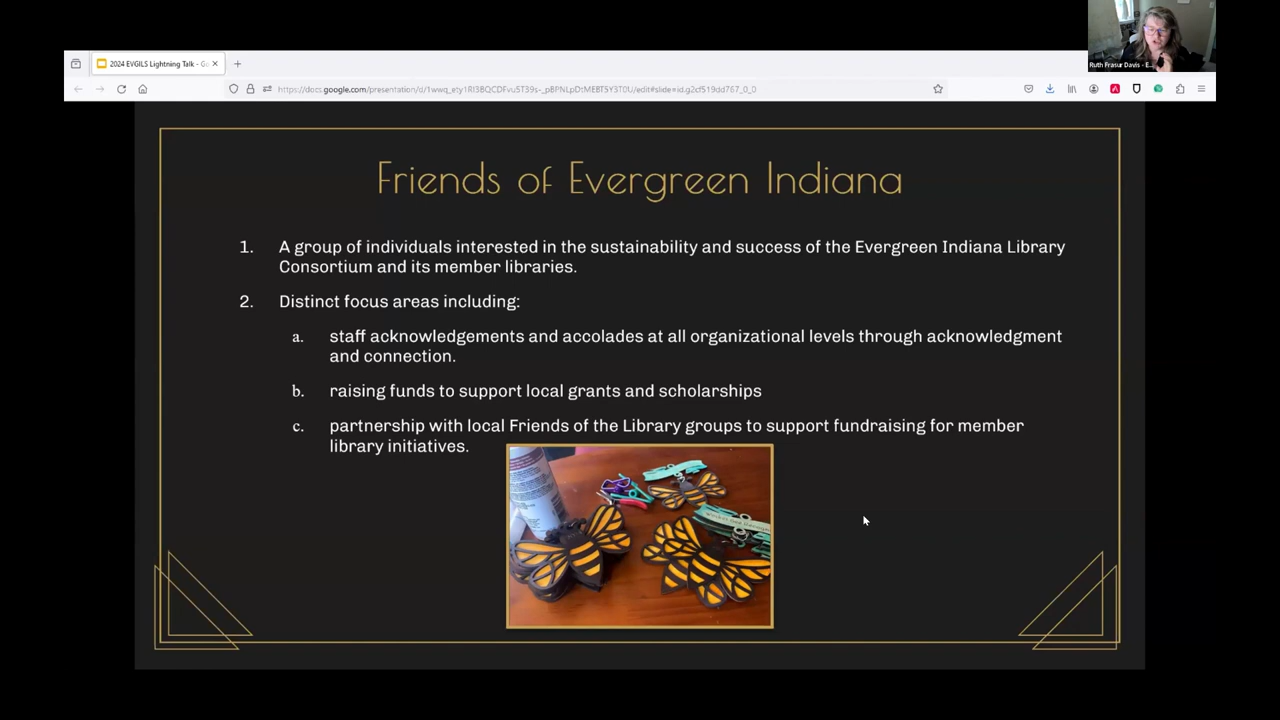 Ruth Frasur Davis - E...
2024 EVGILS Lightning Talk - Go
Friends of Evergreen Indiana
1. A group of individuals interested in the sustainability and success of the Evergreen Indiana Library
Consortium and its member libraries.
2. Distinct focus areas including:
a. staff acknowledgements and accolades at all organizational levels through acknowledgment
and connection.
b. raising funds to support local grants and scholarships
c. partnership with local Friends of the Library groups to support fundraising for member
library initiatives.